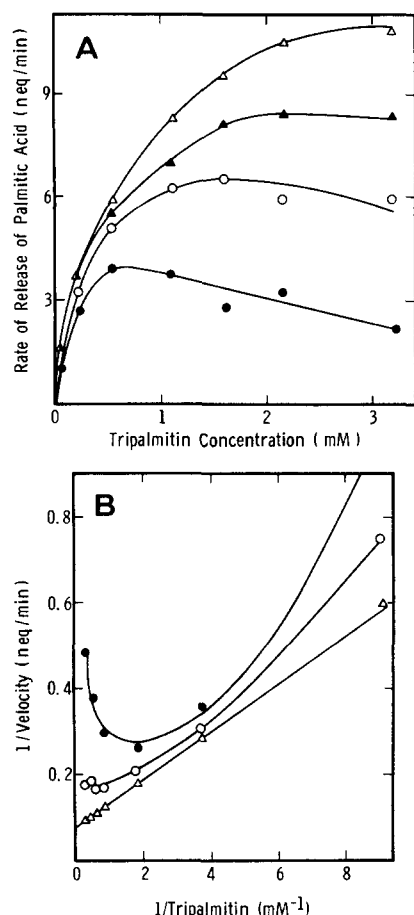 A
Rate of Release of Palmitic Acid (neq/min)
9
6
3
0
1
2
3
Tripalmitin Concentration (mM)
B
1/Velocity (neq/min)
0.8
0.6
0.4
0.2
0
0
2
4
6
8
1/Tripalmitin (mM⁻¹)